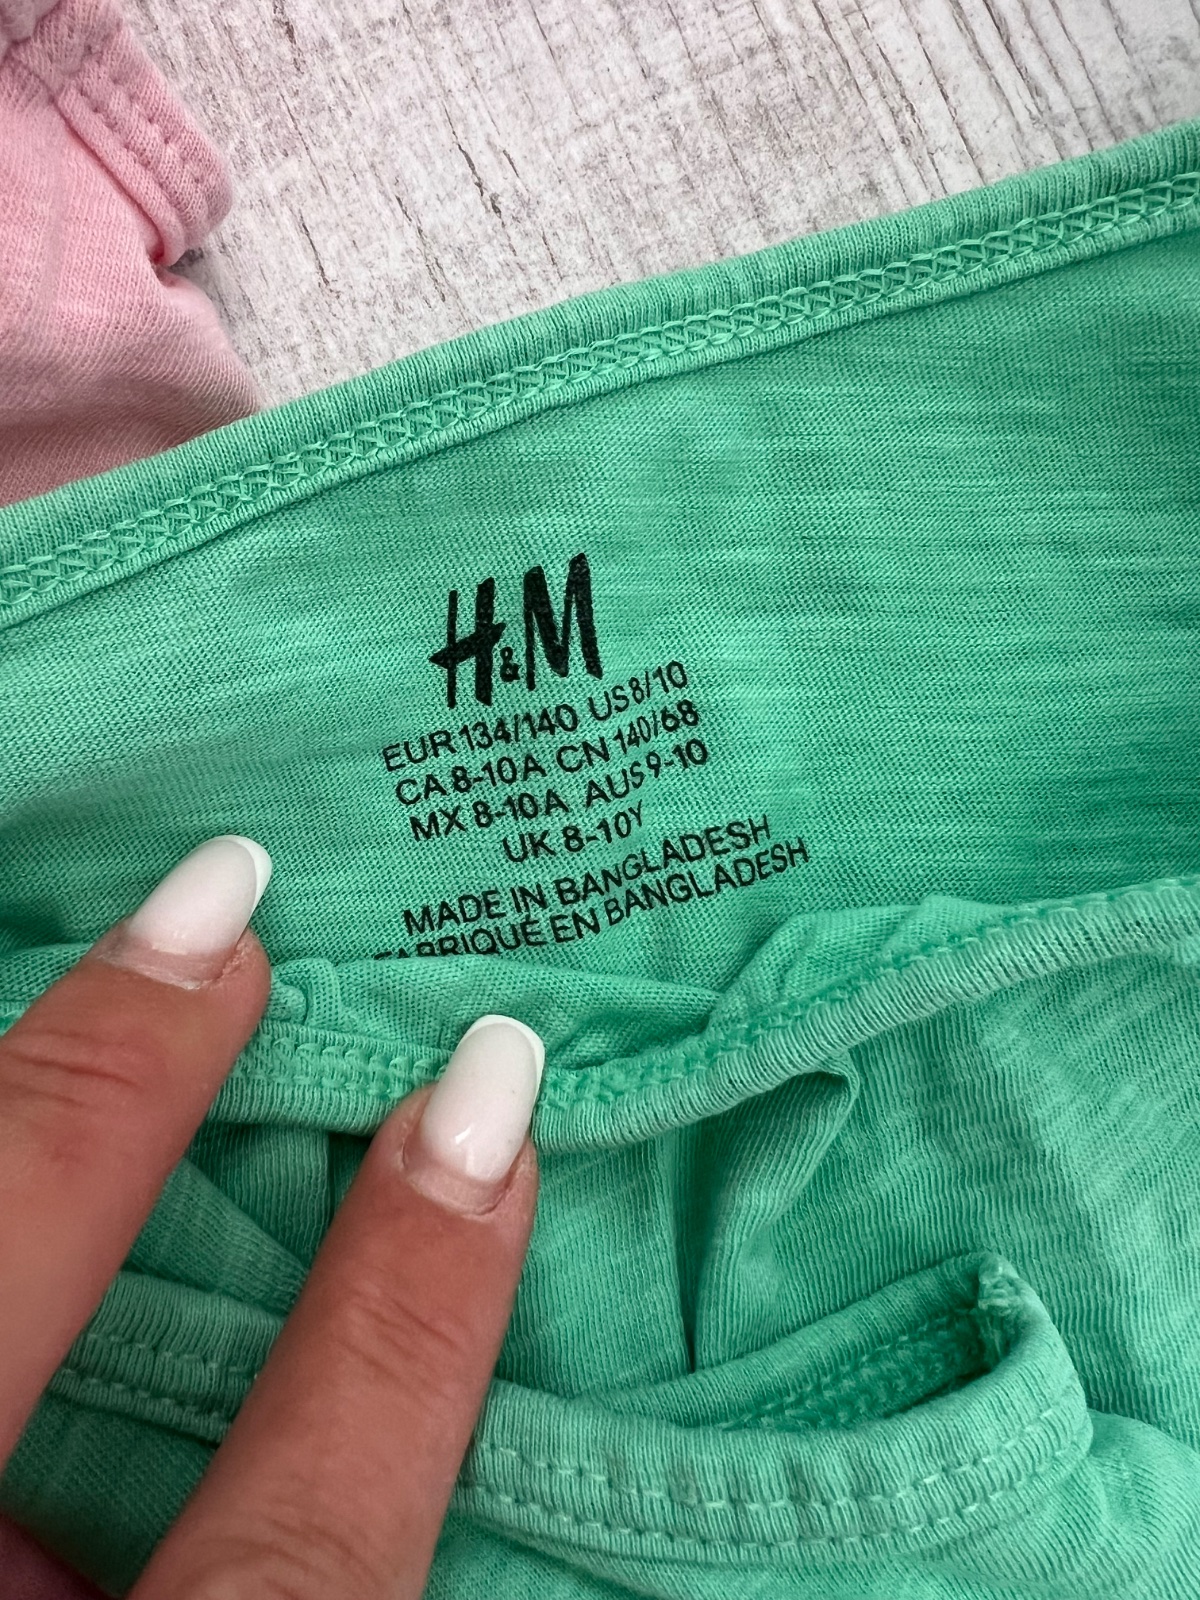 H&M
EUR 134/140 US 8/10
CA 8-10A CN 140/68
MX 8-10A AUS 9-10
UK 8-10Y
MADE IN BANGLADESH
FABRIQUÉ EN BANGLADESH